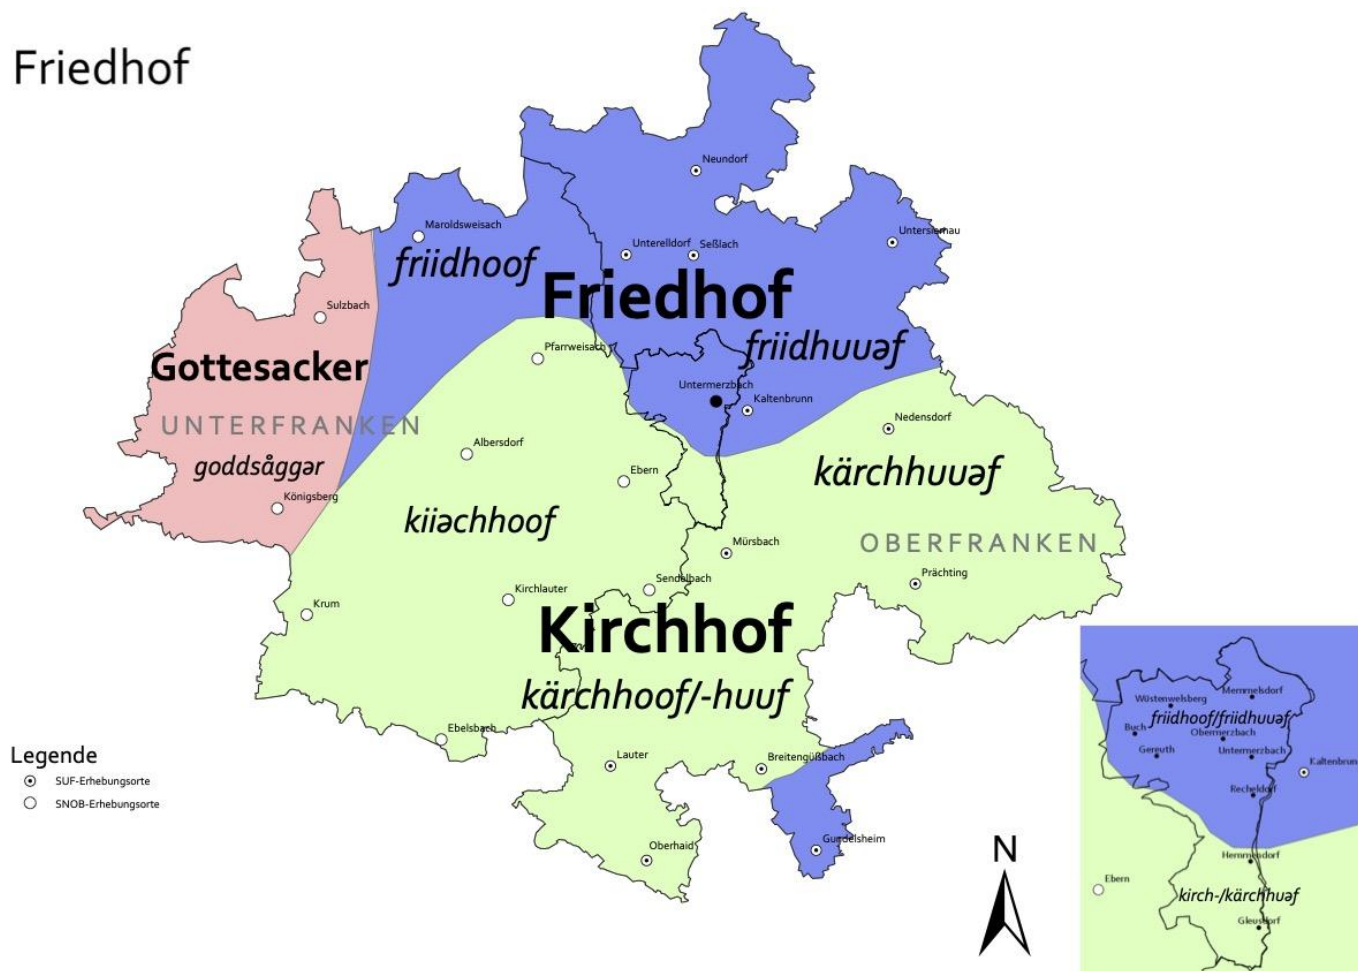 Friedhof
Neundorf
Maroldsweisach
Untersiemau
Unterelldorf
Seßlach
friidhoof
Friedhof
Sulzbach
friidhuuəf
Pfarrweisach
Gottesacker
Untermerzbach
Kaltenbrunn
UNTERFRANKEN
Nedensdorf
Albersdorf
goddsåggər
Ebern
kärchhuuəf
Königsberg
kiiəchhoof
Mürsbach
OBERFRANKEN
Prächting
Sendelbach
Kirchlauter
Krum
Kirchhof
kärchhoof/-huuf
Ebelsbach
Lauter
Breitengüßbach
Gundelsheim
Oberhaid
Legende
SUF-Erhebungsorte
SNOB-Erhebungsorte
N
Memmelsdorf
Wüstenwelsberg
friidhoof/friidhuuəf
Buch
Obermerzbach
Gereuth
Untermerzbach
Kaltenbrunn
Recheldorf
Hemmendorf
Ebern
kirch-/kärchhuəf
Gleusdorf